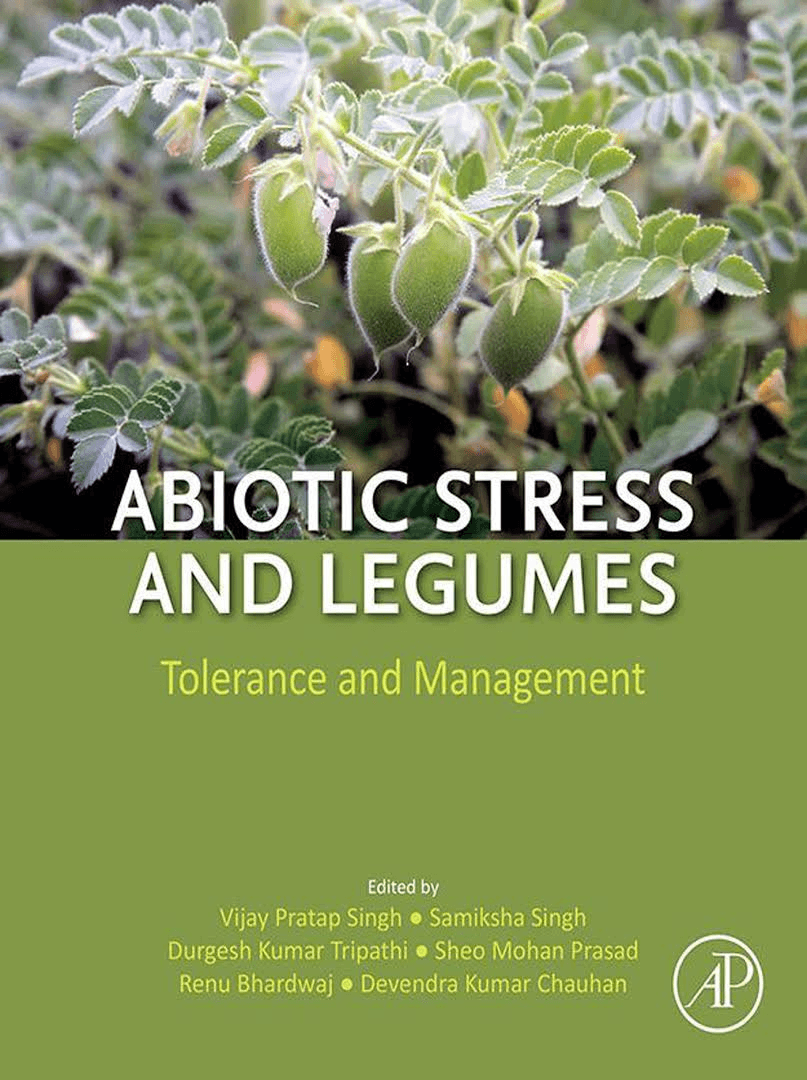 ABIOTIC STRESS
AND LEGUMES
Tolerance and Management
Edited by
Vijay Pratap Singh ● Samiksha Singh
Durgesh Kumar Tripathi ● Sheo Mohan Prasad
Renu Bhardwaj ● Devendra Kumar Chauhan
AP